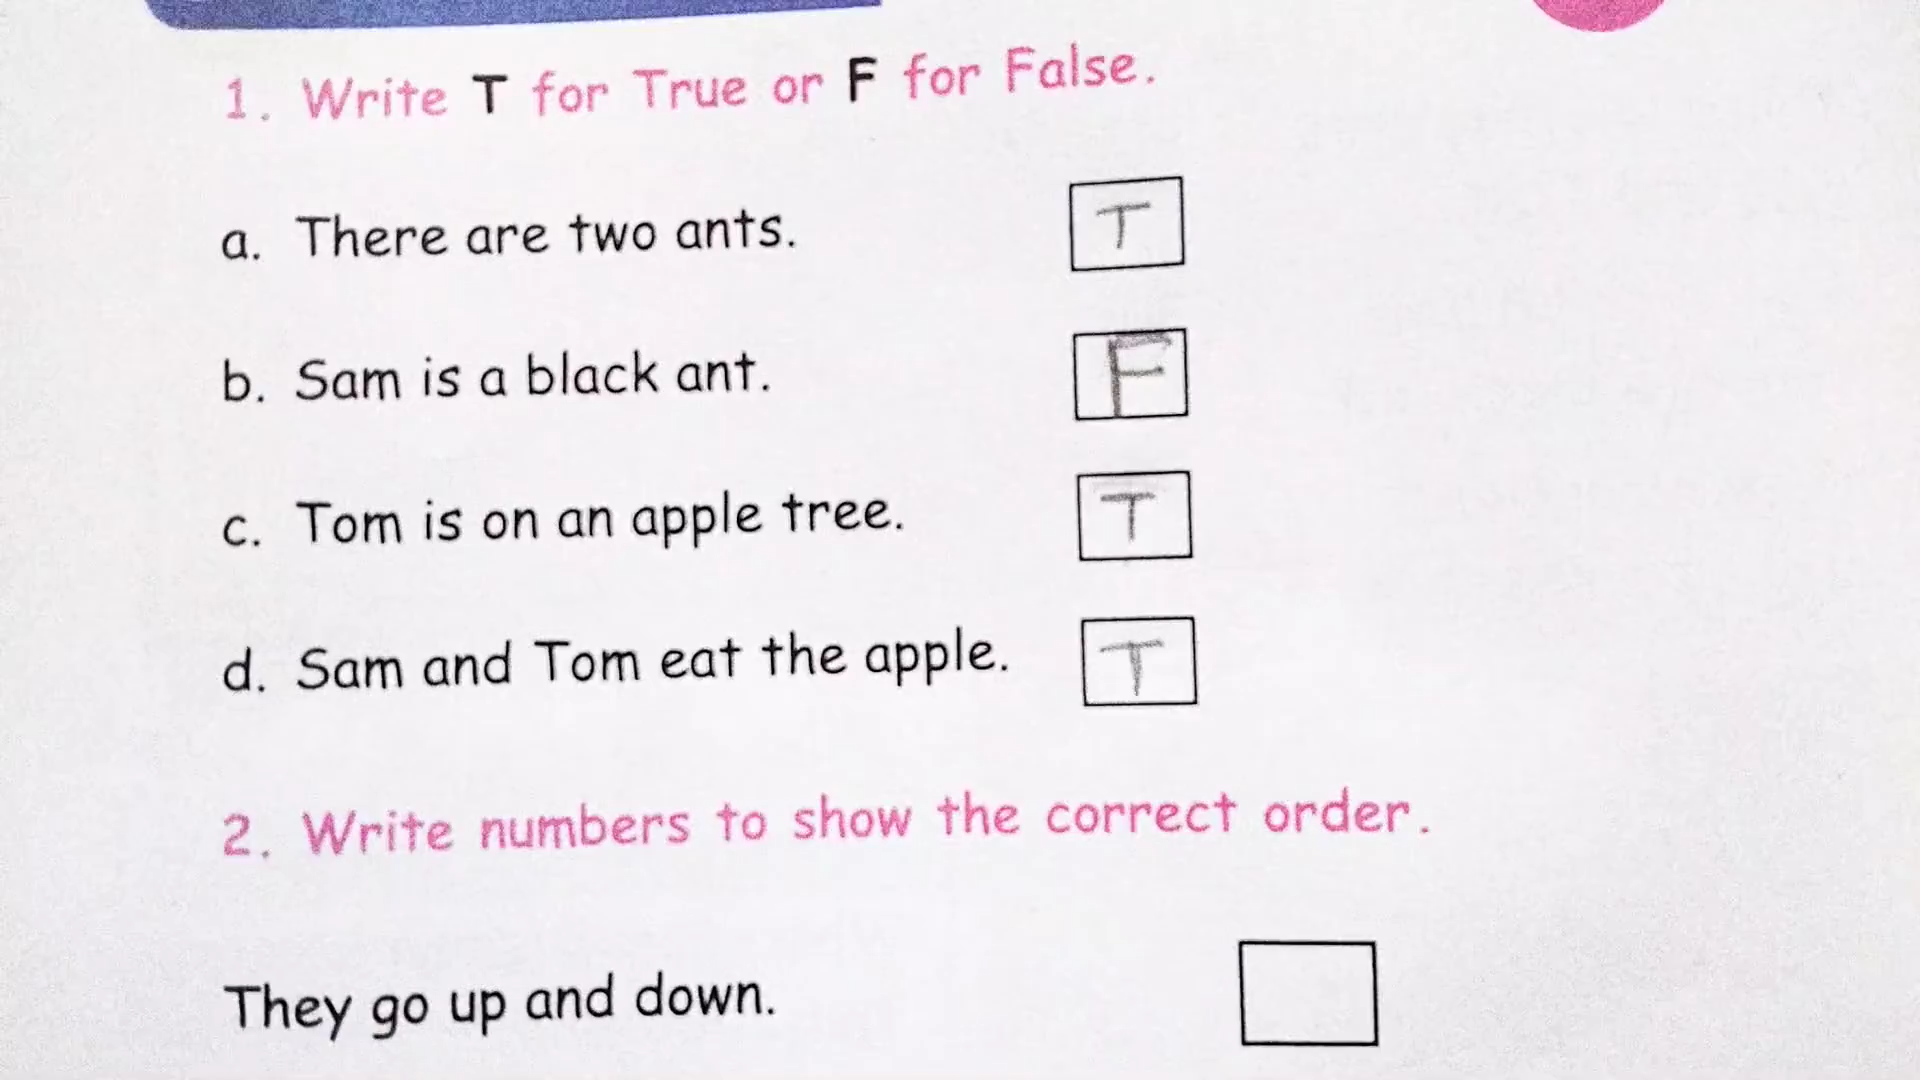 1. Write T for True or F for False.
a. There are two ants. T
b. Sam is a black ant. F
c. Tom is on an apple tree. T
d. Sam and Tom eat the apple. T
2. Write numbers to show the correct order.
They go up and down.